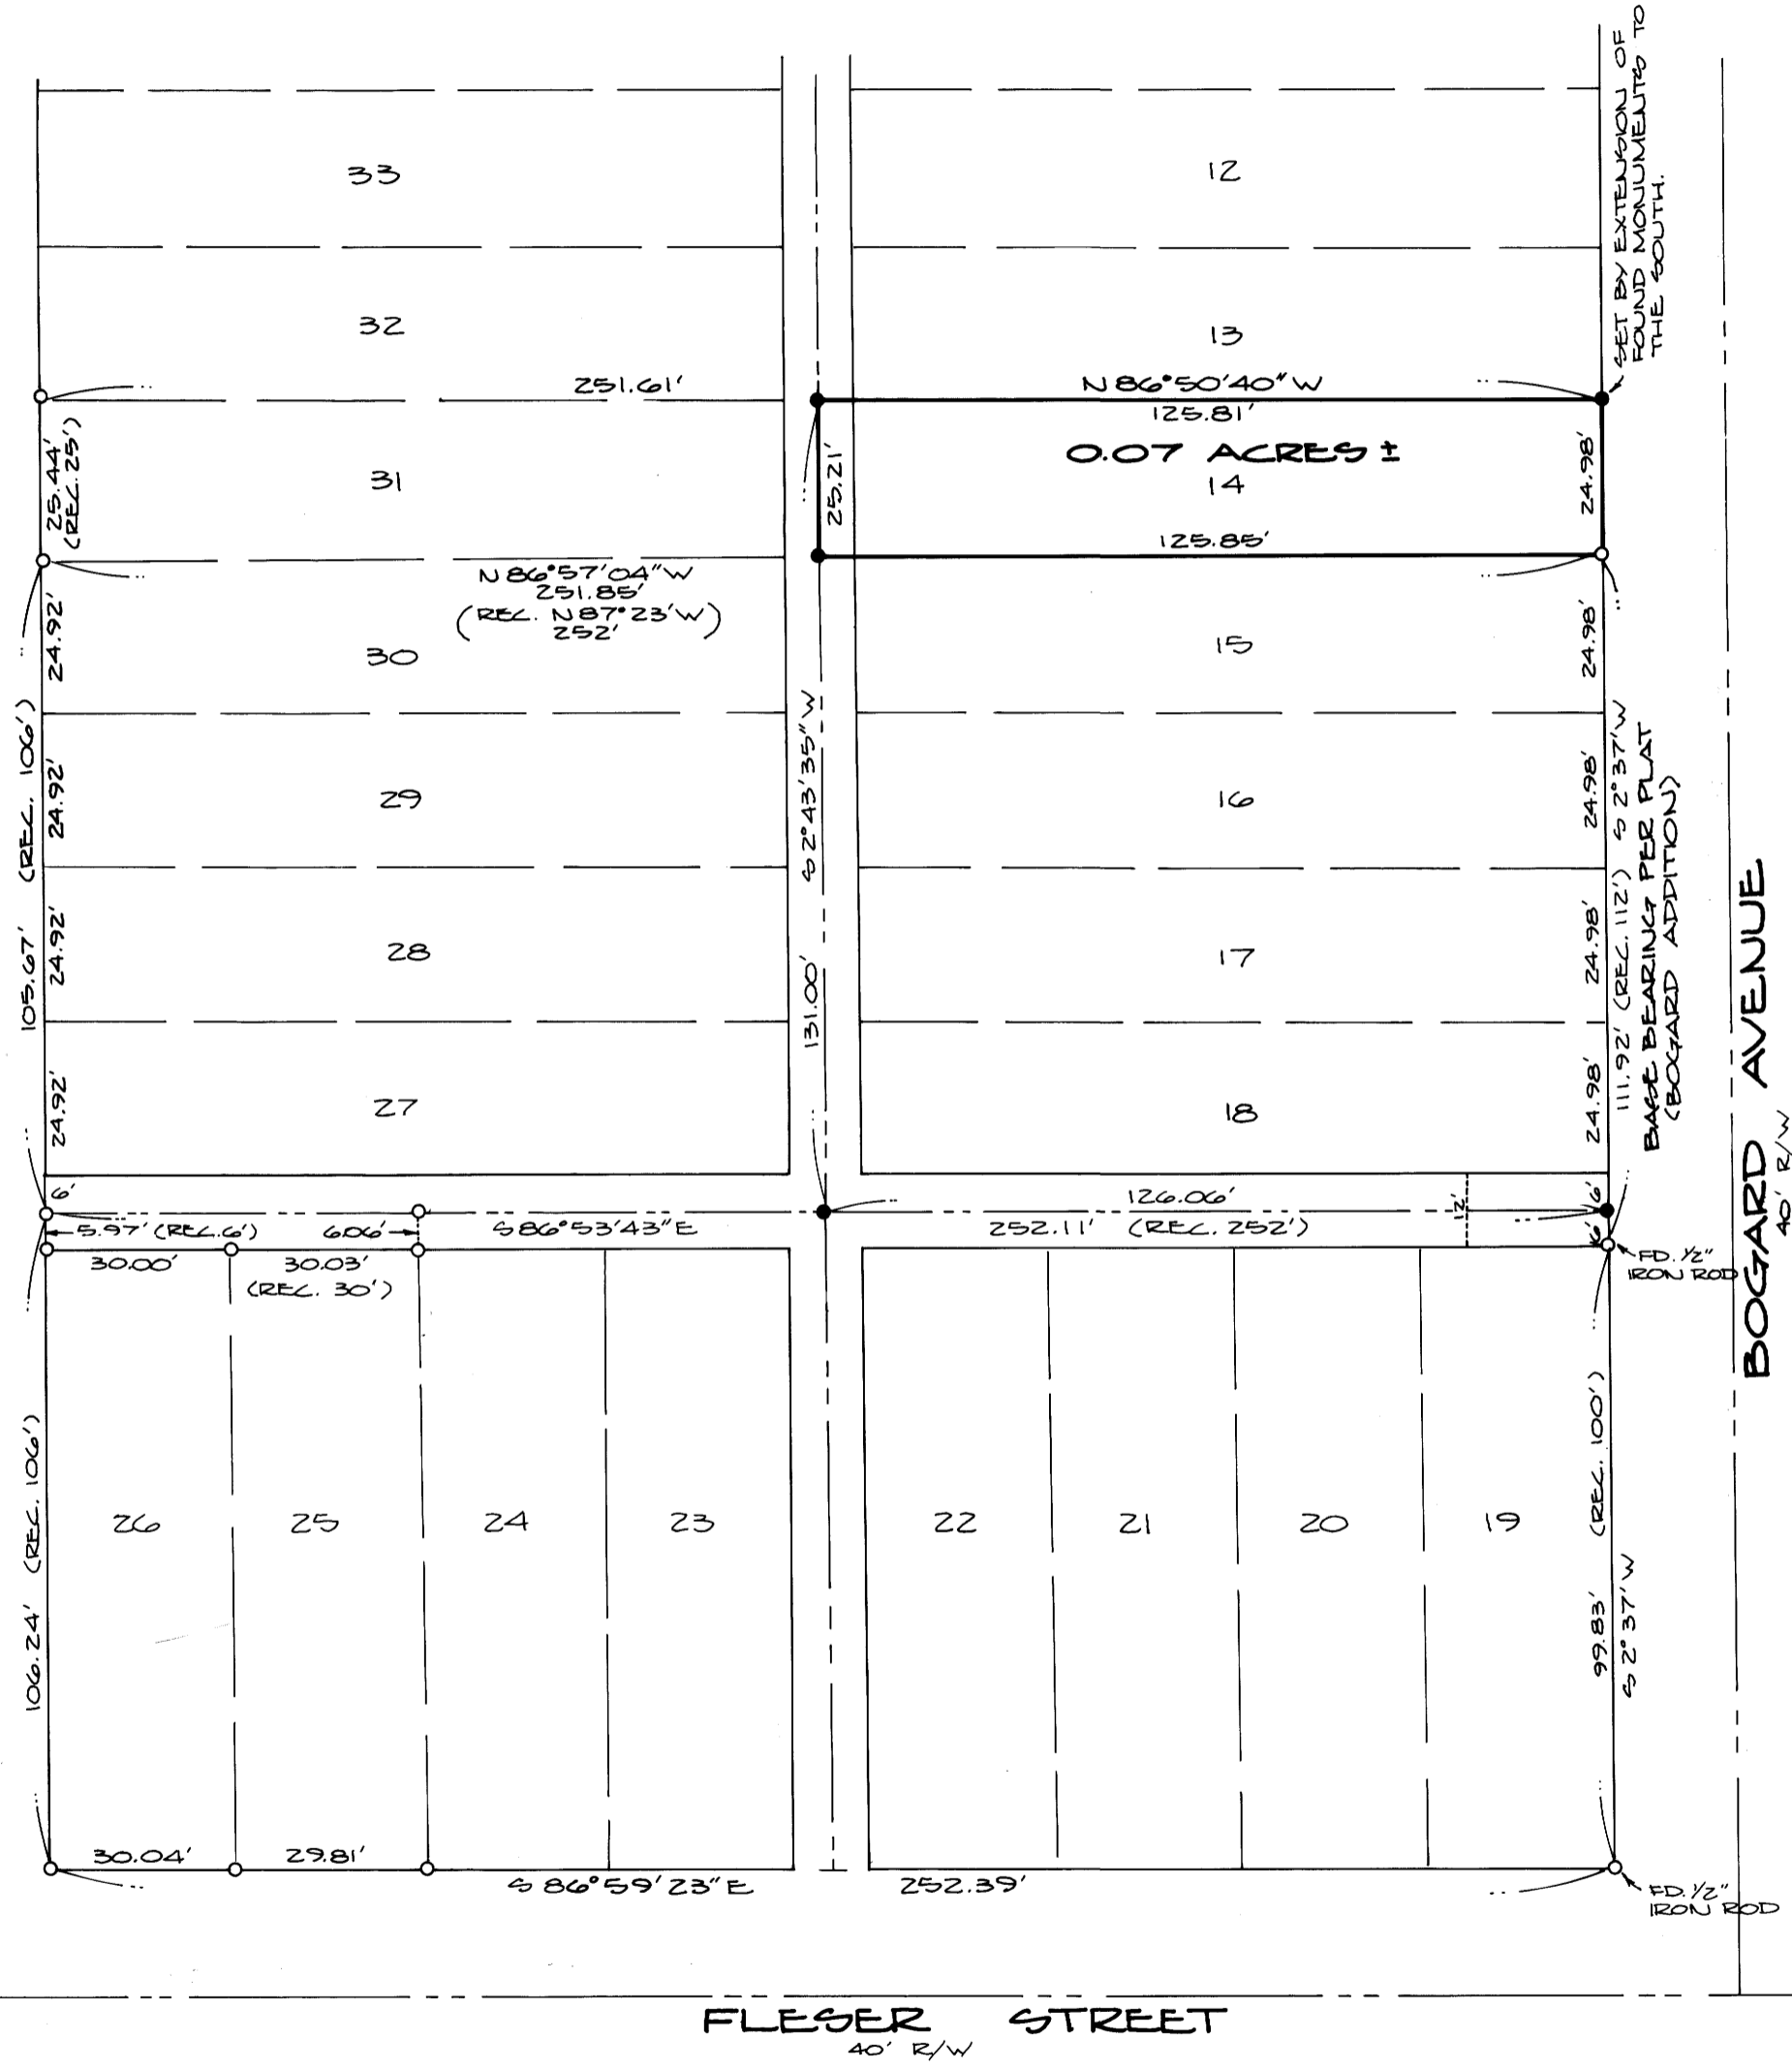 SET BY EXTENSION OF
FOUND MONUMENTS TO
THE SOUTH.
33
12
32
13
251.61'
N 86°50'40" W
125.81'
0.07 ACRES ±
14
25.44'
(REC. 25')
31
25.21'
24.98'
125.85'
N 86°57'04" W
251.85'
(REC. N 87°23' W)
252'
24.92'
30
15
24.98'
105.67' (REC. 106')
24.92'
29
131.00' S 2°43'35" W
16
24.98'
111.92' (REC. 112') S 2°37' W
BASE BEARING PER PLAT
(BOGARD ADDITION)
24.92'
28
17
24.98'
24.92'
27
18
24.98'
BOGARD AVENUE
40' R/W
6'
126.06'
12'
6'
5.97' (REC. 6')
6.06'
S 86°53'43" E
252.11' (REC. 252')
6'
30.00'
30.03'
(REC. 30')
FD. 1/2"
IRON ROD
106.24' (REC. 106')
26
25
24
23
22
21
20
19
99.83' (REC. 100')
S 2°37' W
30.04'
29.81'
S 86°59'23" E
252.39'
FD. 1/2"
IRON ROD
FLESER STREET
40' R/W